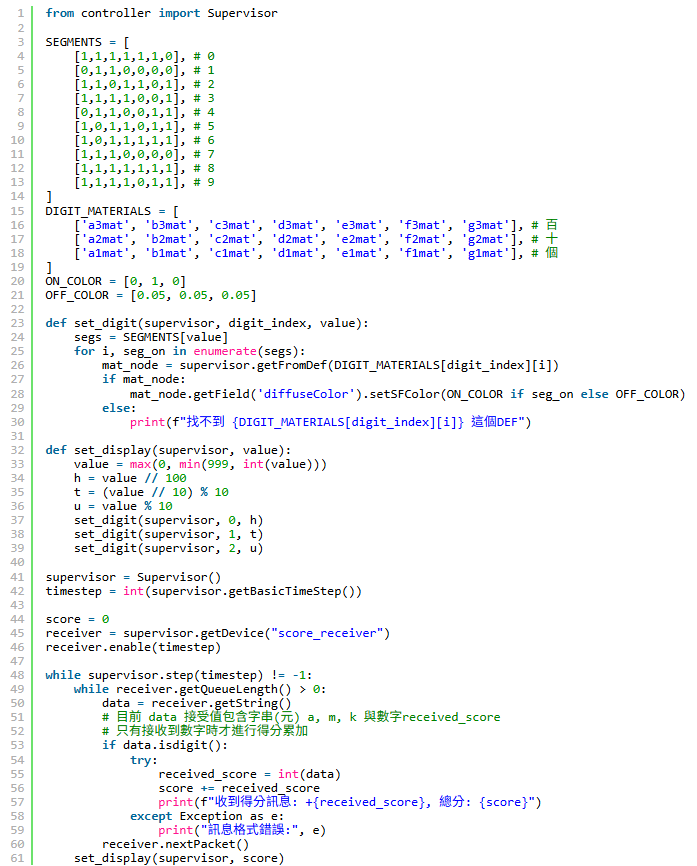 1 from controller import Supervisor
2
3 SEGMENTS = [
4     [1,1,1,1,1,1,0], # 0
5     [0,1,1,0,0,0,0], # 1
6     [1,1,0,1,1,0,1], # 2
7     [1,1,1,1,0,0,1], # 3
8     [0,1,1,0,0,1,1], # 4
9     [1,0,1,1,0,1,1], # 5
10     [1,0,1,1,1,1,1], # 6
11     [1,1,1,0,0,0,0], # 7
12     [1,1,1,1,1,1,1], # 8
13     [1,1,1,1,0,1,1], # 9
14 ]
15 DIGIT_MATERIALS = [
16     ['a3mat', 'b3mat', 'c3mat', 'd3mat', 'e3mat', 'f3mat', 'g3mat'], # 百
17     ['a2mat', 'b2mat', 'c2mat', 'd2mat', 'e2mat', 'f2mat', 'g2mat'], # 十
18     ['a1mat', 'b1mat', 'c1mat', 'd1mat', 'e1mat', 'f1mat', 'g1mat'], # 個
19 ]
20 ON_COLOR = [0, 1, 0]
21 OFF_COLOR = [0.05, 0.05, 0.05]
22
23 def set_digit(supervisor, digit_index, value):
24     segs = SEGMENTS[value]
25     for i, seg_on in enumerate(segs):
26         mat_node = supervisor.getFromDef(DIGIT_MATERIALS[digit_index][i])
27         if mat_node:
28             mat_node.getField('diffuseColor').setSFColor(ON_COLOR if seg_on else OFF_COLOR)
29         else:
30             print(f"找不到 {DIGIT_MATERIALS[digit_index][i]} 這個DEF")
31
32 def set_display(supervisor, value):
33     value = max(0, min(999, int(value)))
34     h = value // 100
35     t = (value // 10) % 10
36     u = value % 10
37     set_digit(supervisor, 0, h)
38     set_digit(supervisor, 1, t)
39     set_digit(supervisor, 2, u)
40
41 supervisor = Supervisor()
42 timestep = int(supervisor.getBasicTimeStep())
43
44 score = 0
45 receiver = supervisor.getDevice("score_receiver")
46 receiver.enable(timestep)
47
48 while supervisor.step(timestep) != -1:
49     while receiver.getQueueLength() > 0:
50         data = receiver.getString()
51         # 目前 data 接受值包含字串(元) a, m, k 與數字received_score
52         # 只有接收到數字時才進行得分累加
53         if data.isdigit():
54             try:
55                 received_score = int(data)
56                 score += received_score
57                 print(f"收到得分訊息: +{received_score}, 總分: {score}")
58             except Exception as e:
59                 print("訊息格式錯誤:", e)
60         receiver.nextPacket()
61     set_display(supervisor, score)